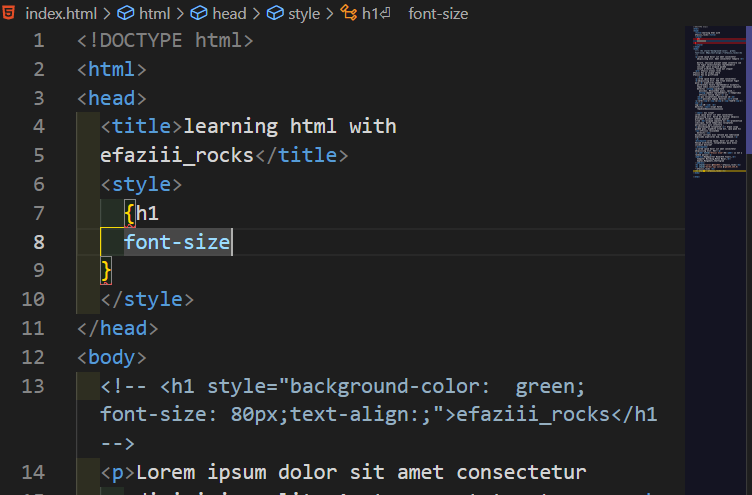 index.html > html > head > style > h1 font-size
1 <!DOCTYPE html>
2 <html>
3 <head>
4 <title>learning html with
5 efaziii_rocks</title>
6 <style>
7 {h1
8 font-size
9 }
10 </style>
11 </head>
12 <body>
13 <!-- <h1 style="background-color:  green;
font-size: 80px;text-align:;">efaziii_rocks</h1
-->
14 <p>Lorem ipsum dolor sit amet consectetur